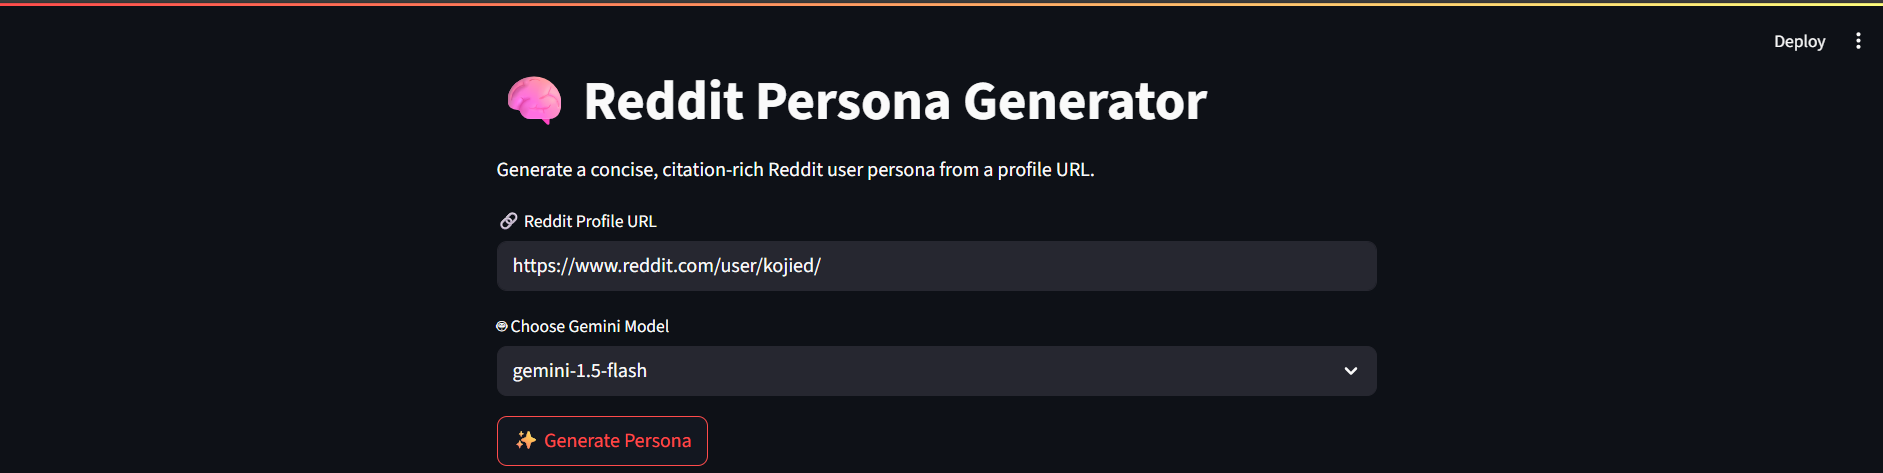 Deploy
Reddit Persona Generator
Generate a concise, citation-rich Reddit user persona from a profile URL.
Reddit Profile URL
https://www.reddit.com/user/kojied/
Choose Gemini Model
gemini-1.5-flash
Generate Persona